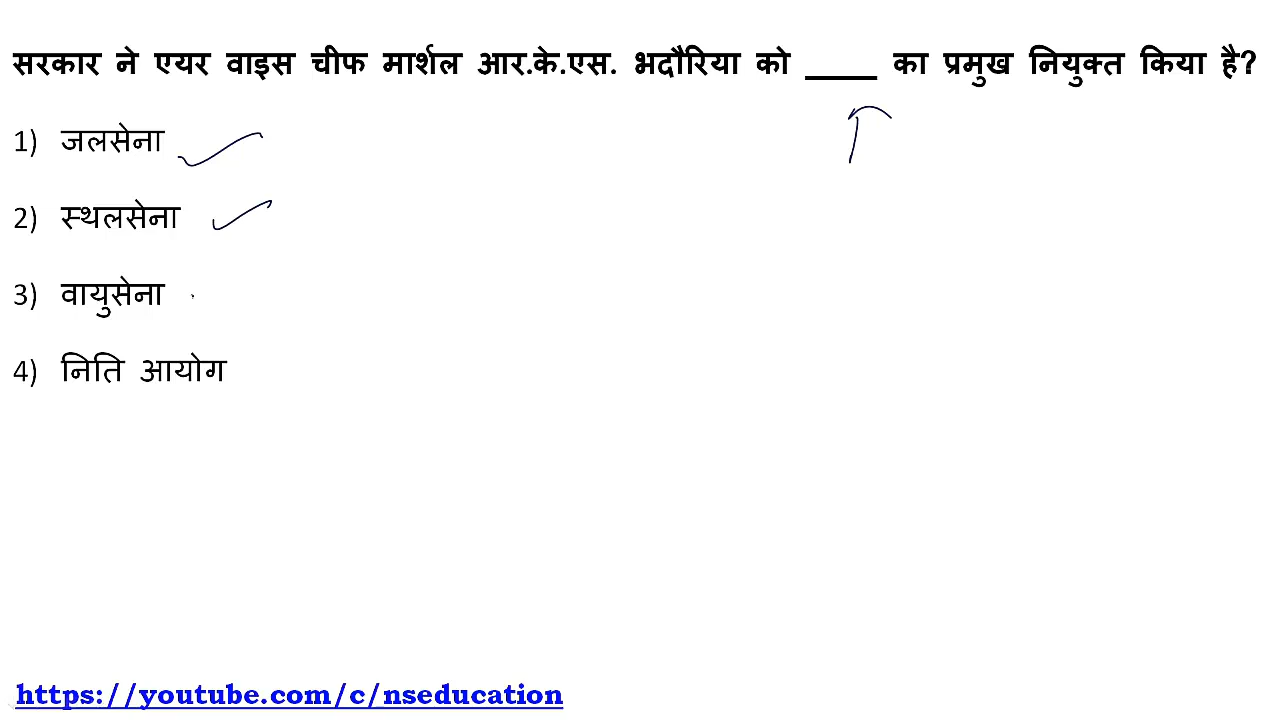 सरकार ने एयर वाइस चीफ मार्शल आर.के.एस. भदौरिया को _____ का प्रमुख नियुक्त किया है?
1) जलसेना
2) स्थलसेना
3) वायुसेना
4) निति आयोग
https://youtube.com/c/nseducation